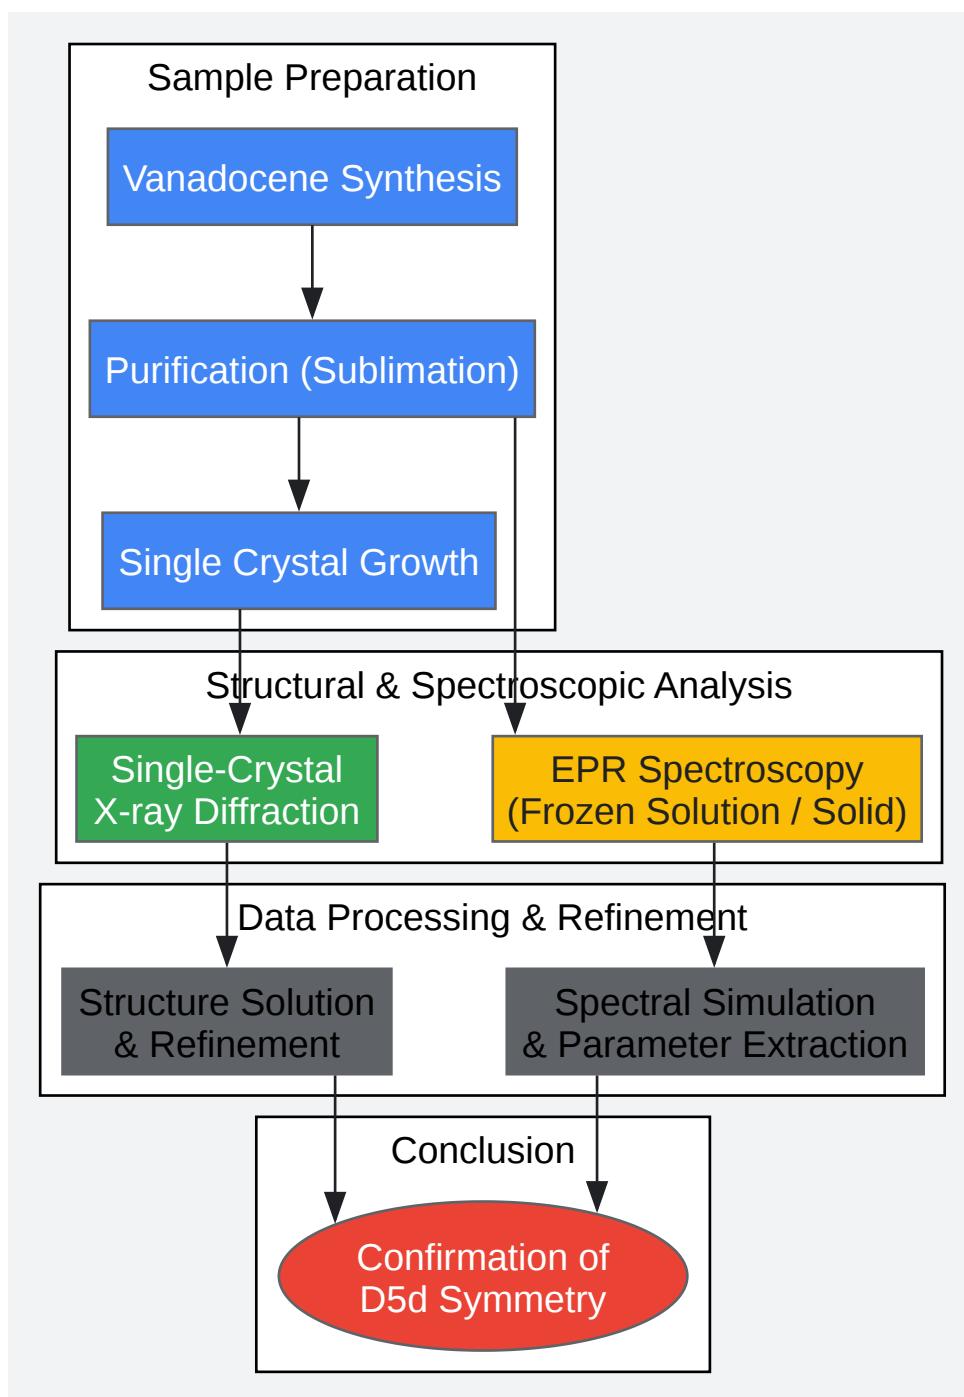 Sample Preparation
Vanadocene Synthesis
Purification (Sublimation)
Single Crystal Growth
Structural & Spectroscopic Analysis
Single-Crystal
X-ray Diffraction
EPR Spectroscopy
(Frozen Solution / Solid)
Data Processing & Refinement
Structure Solution
& Refinement
Spectral Simulation
& Parameter Extraction
Conclusion
Confirmation of
D5d Symmetry